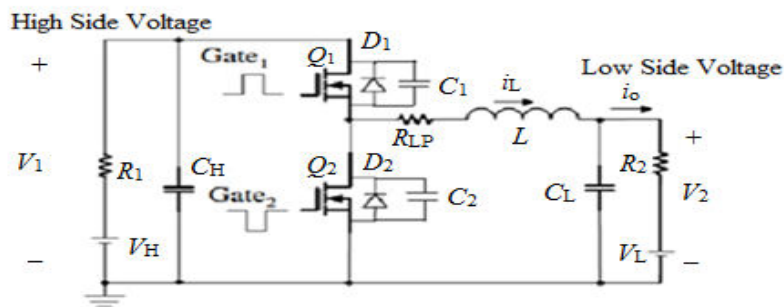 High Side Voltage
+
V1
−
R1
VH
CH
Gate1
Q1
D1
C1
RLP
iL
L
Q2
D2
Gate2
C2
Low Side Voltage
io
+
R2
CL
V2
VL
−